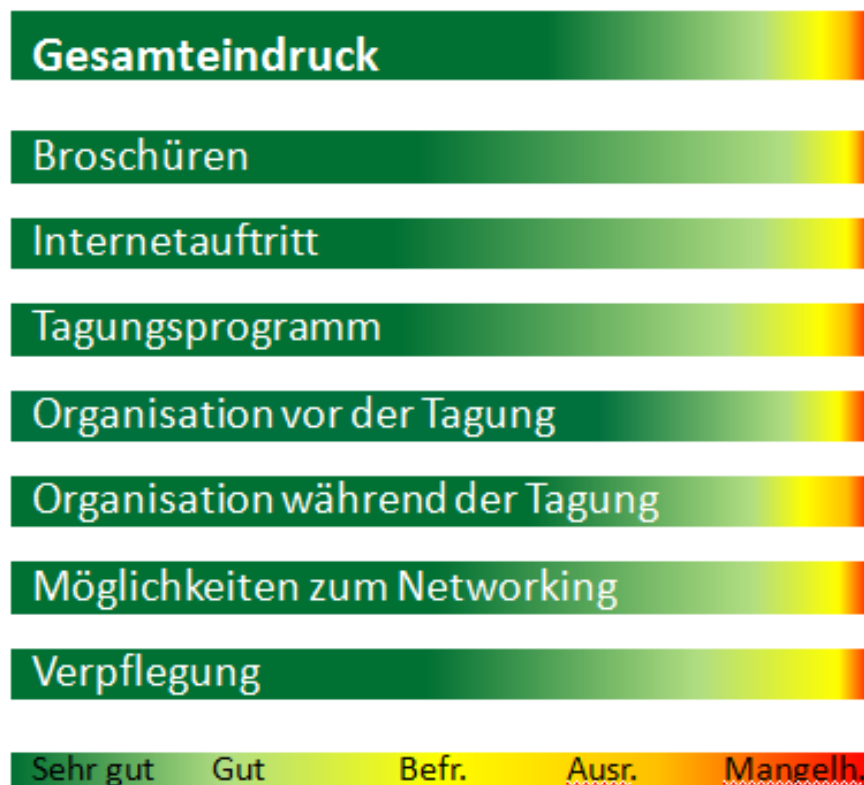 Gesamteindruck
Broschüren
Internetauftritt
Tagungsprogramm
Organisation vor der Tagung
Organisation während der Tagung
Möglichkeiten zum Networking
Verpflegung
Sehr gut Gut Befr. Ausr. Mangelh.